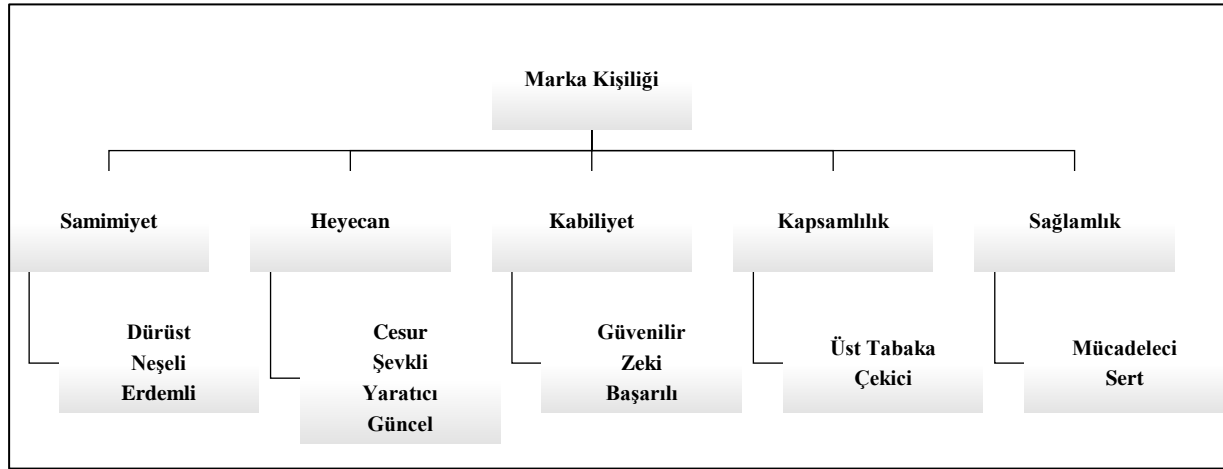 Marka Kişiliği
Samimiyet
Heyecan
Kabiliyet
Kapsamlılık
Sağlamlık
Dürüst
Neşeli
Erdemli
Cesur
Şevkli
Yaratıcı
Güncel
Güvenilir
Zeki
Başarılı
Üst Tabaka
Çekici
Mücadeleci
Sert